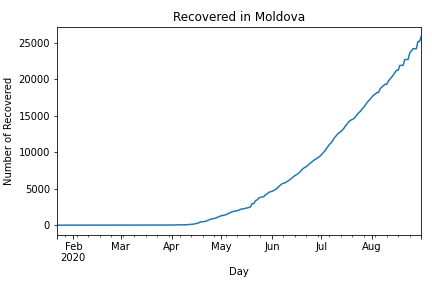 Recovered in Moldova
Number of Recovered
25000
20000
15000
10000
5000
0
Feb Mar Apr May Jun Jul Aug
2020
Day